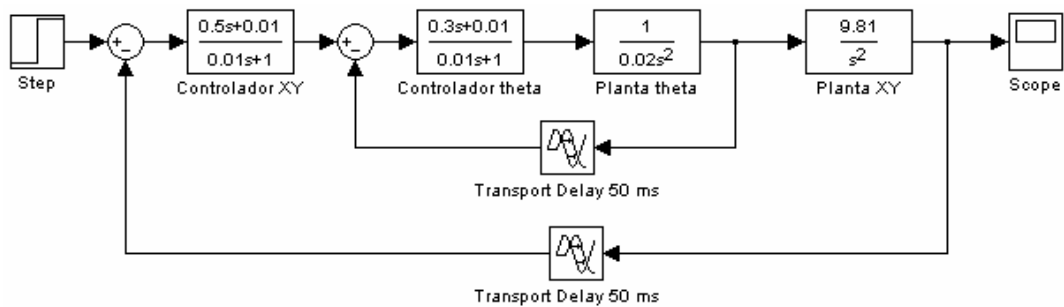 0.5s+0.01
0.01s+1
0.3s+0.01
0.01s+1
1
0.02s²
9.81
s²
Step
Controlador XY
Controlador theta
Planta theta
Planta XY
Scope
Transport Delay 50 ms
Transport Delay 50 ms